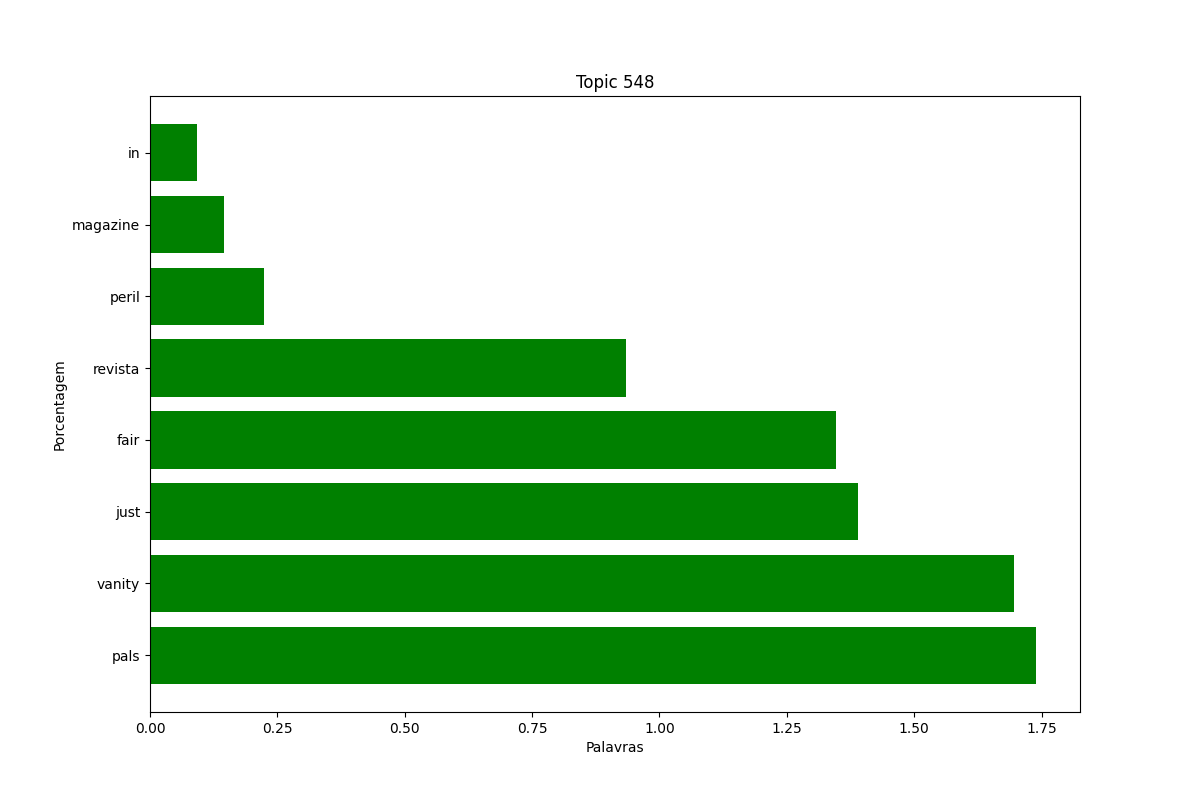 Topic 548
in
magazine
peril
revista
fair
just
vanity
pals
Porcentagem
0.00 0.25 0.50 0.75 1.00 1.25 1.50 1.75
Palavras